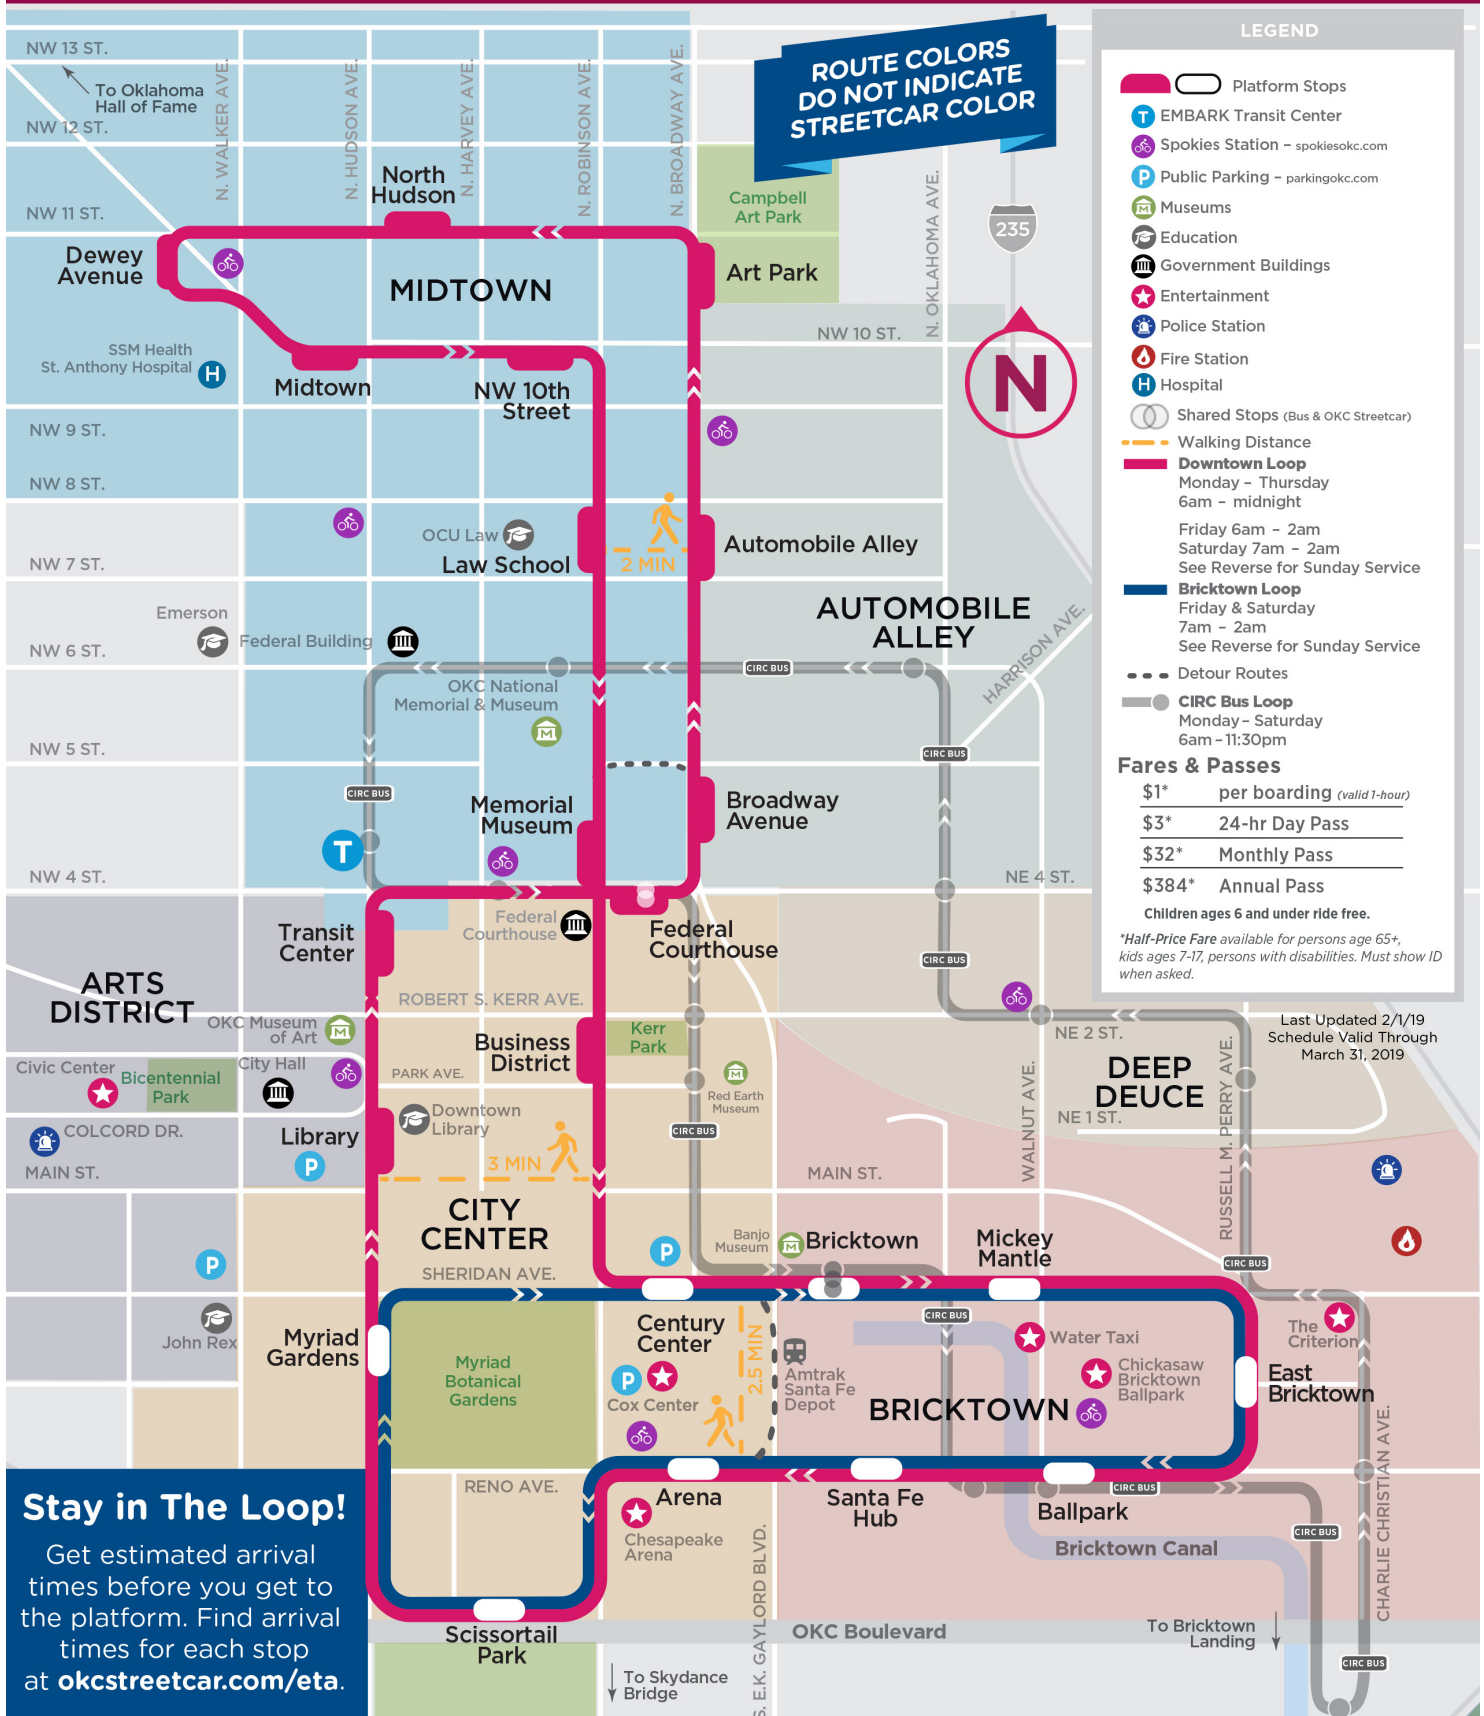 ROUTE COLORS
DO NOT INDICATE
STREETCAR COLOR
NW 13 ST.
To Oklahoma
Hall of Fame
NW 12 ST.
NW 11 ST.
N. WALKER AVE.
N. HUDSON AVE.
N. HARVEY AVE.
N. ROBINSON AVE.
N. BROADWAY AVE.
N. OKLAHOMA AVE.
North
Hudson
Campbell
Art Park
235
Dewey
Avenue
MIDTOWN
Art Park
NW 10 ST.
N
SSM Health
St. Anthony Hospital
H
Midtown
NW 10th
Street
NW 9 ST.
NW 8 ST.
OCU Law
Law School
2 MIN
Automobile Alley
NW 7 ST.
AUTOMOBILE
ALLEY
HARRISON AVE.
Emerson
Federal Building
NW 6 ST.
CIRC BUS
OKC National
Memorial & Museum
M
NW 5 ST.
CIRC BUS
CIRC BUS
Memorial
Museum
Broadway
Avenue
T
NW 4 ST.
NE 4 ST.
Federal
Courthouse
Transit
Center
Federal
Courthouse
CIRC BUS
ARTS
DISTRICT
ROBERT S. KERR AVE.
OKC Museum
of Art
M
Kerr
Park
Business
District
NE 2 ST.
Civic Center
Bicentennial
Park
City Hall
PARK AVE.
M
Red Earth
Museum
DEEP
DEUCE
WALNUT AVE.
RUSSELL M. PERRY AVE.
NE 1 ST.
COLCORD DR.
Library
P
Downtown
Library
CIRC BUS
3 MIN
MAIN ST.
MAIN ST.
CITY
CENTER
P
P
Banjo
Museum
M
Bricktown
Mickey
Mantle
CIRC BUS
SHERIDAN AVE.
John Rex
Myriad
Gardens
Myriad
Botanical
Gardens
Century
Center
P
Cox Center
2.5 MIN
Amtrak
Santa Fe
Depot
CIRC BUS
Water Taxi
Chickasaw
Bricktown
Ballpark
BRICKTOWN
The
Criterion
East
Bricktown
CHARLIE CHRISTIAN AVE.
RENO AVE.
Arena
Chesapeake
Arena
Santa Fe
Hub
Ballpark
CIRC BUS
CIRC BUS
Bricktown Canal
S. E.K. GAYLORD BLVD.
OKC Boulevard
To Bricktown
Landing
CIRC BUS
Scissortail
Park
To Skydance
Bridge
Stay in The Loop!
Get estimated arrival
times before you get to
the platform. Find arrival
times for each stop
at okcstreetcar.com/eta.
LEGEND
Platform Stops
T EMBARK Transit Center
Spokies Station – spokiesokc.com
P Public Parking – parkingokc.com
M Museums
Education
Government Buildings
Entertainment
Police Station
Fire Station
H Hospital
Shared Stops (Bus & OKC Streetcar)
Walking Distance
Downtown Loop
Monday – Thursday
6am – midnight
Friday 6am – 2am
Saturday 7am – 2am
See Reverse for Sunday Service
Bricktown Loop
Friday & Saturday
7am – 2am
See Reverse for Sunday Service
Detour Routes
CIRC Bus Loop
Monday – Saturday
6am – 11:30pm
Fares & Passes
$1* per boarding (valid 1-hour)
$3* 24-hr Day Pass
$32* Monthly Pass
$384* Annual Pass
Children ages 6 and under ride free.
*Half-Price Fare available for persons age 65+,
kids ages 7-17, persons with disabilities. Must show ID
when asked.
Last Updated 2/1/19
Schedule Valid Through
March 31, 2019